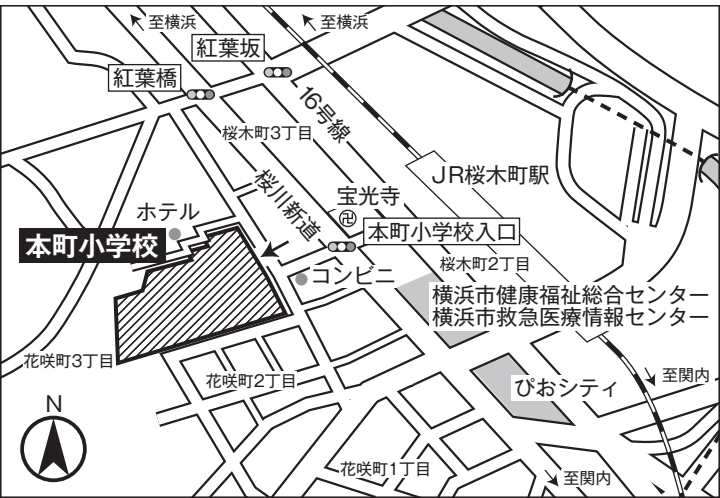 至横浜
至横浜
紅葉坂
紅葉橋
16号線
桜木町3丁目
JR桜木町駅
桜川新道
宝光寺
卍
ホテル
本町小学校入口
本町小学校
桜木町2丁目
コンビニ
横浜市健康福祉総合センター
横浜市救急医療情報センター
花咲町3丁目
花咲町2丁目
ぴおシティ
至関内
N
花咲町1丁目
至関内